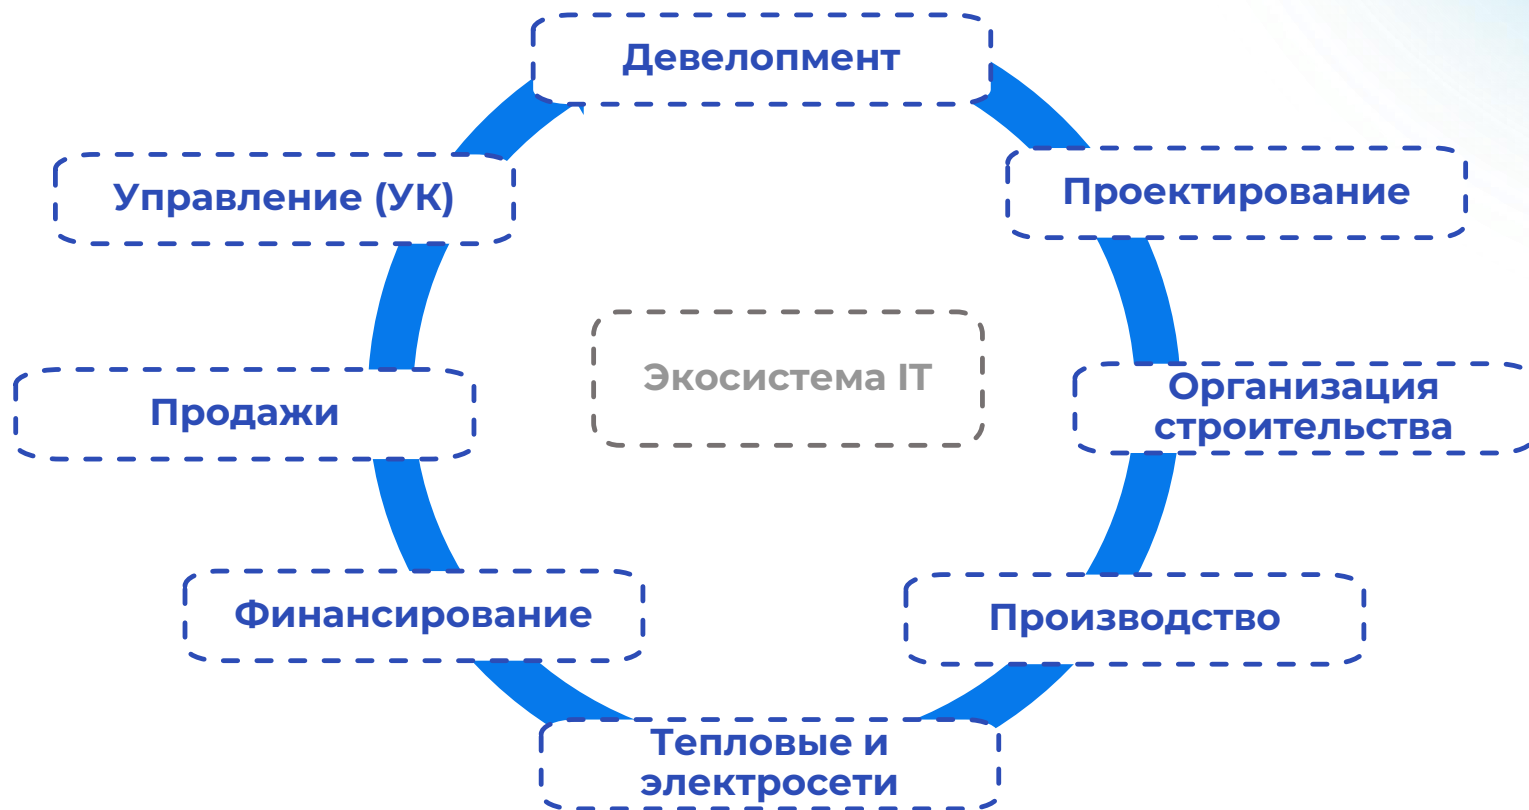 Девелопмент
Управление (УК)
Проектирование
Экосистема IT
Организация
строительства
Продажи
Финансирование
Производство
Тепловые и
электросети